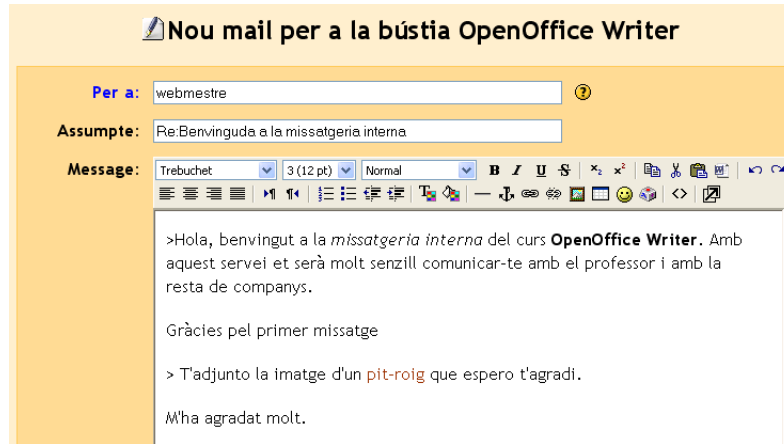 Nou mail per a la bústia OpenOffice Writer
Per a: webmestre
Assumpte: Re:Benvinguda a la missatgeria interna
Message: Trebuchet 3 (12 pt) Normal B I U S x₂ x²
>Hola, benvingut a la missatgeria interna del curs OpenOffice Writer. Amb
aquest servei et serà molt senzill comunicar-te amb el professor i amb la
resta de companys.
Gràcies pel primer missatge
> T'adjunto la imatge d'un pit-roig que espero t'agradi.
M'ha agradat molt.